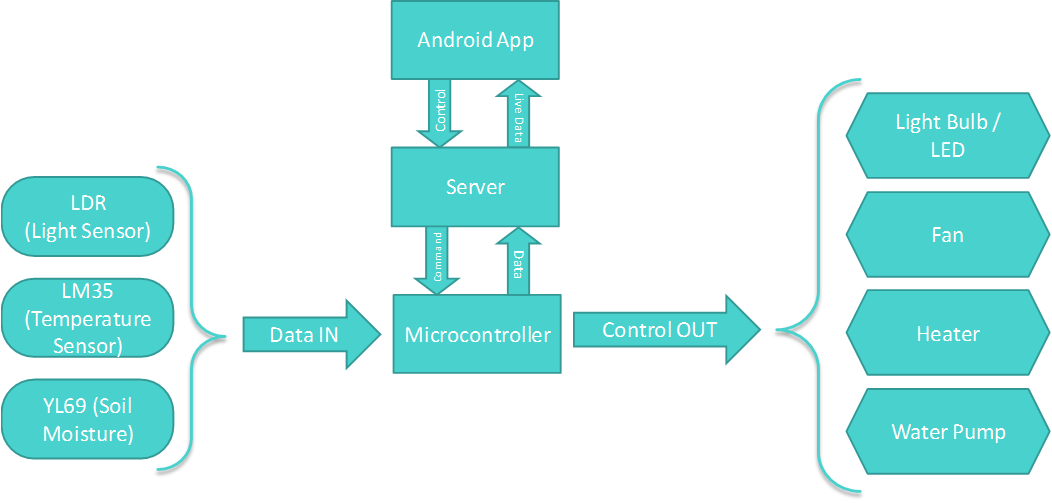 Android App
Control
Live Data
Server
Command
Data
LDR
(Light Sensor)
LM35
(Temperature
Sensor)
YL69 (Soil
Moisture)
Data IN
Microcontroller
Control OUT
Light Bulb /
LED
Fan
Heater
Water Pump